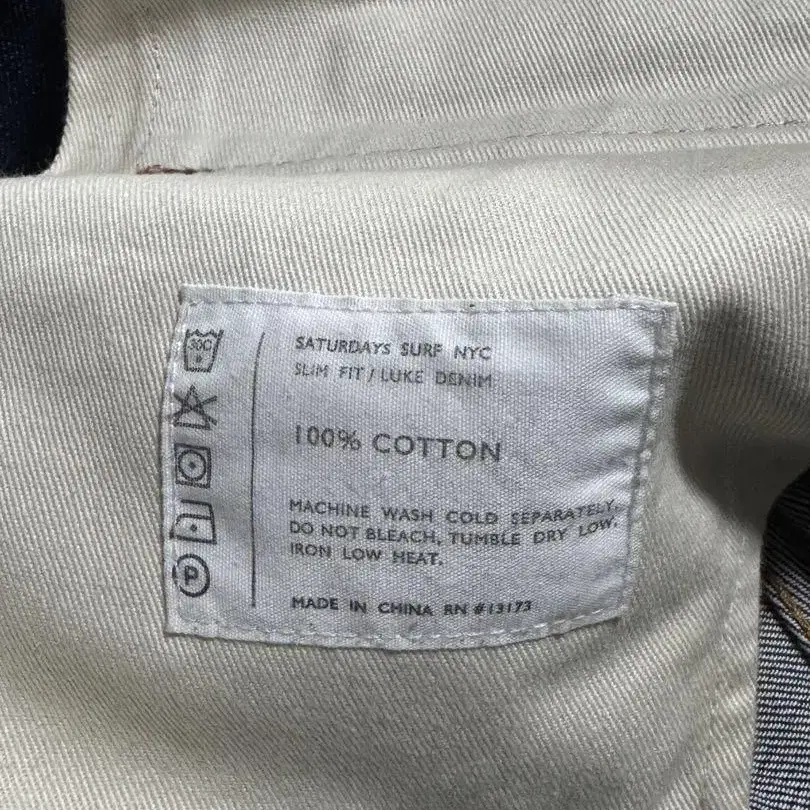 30C
SATURDAYS SURF NYC
SLIM FIT / LUKE DENIM
100% COTTON
MACHINE WASH COLD SEPARATELY,
DO NOT BLEACH, TUMBLE DRY LOW.
IRON LOW HEAT.
P
MADE IN CHINA RN #13173